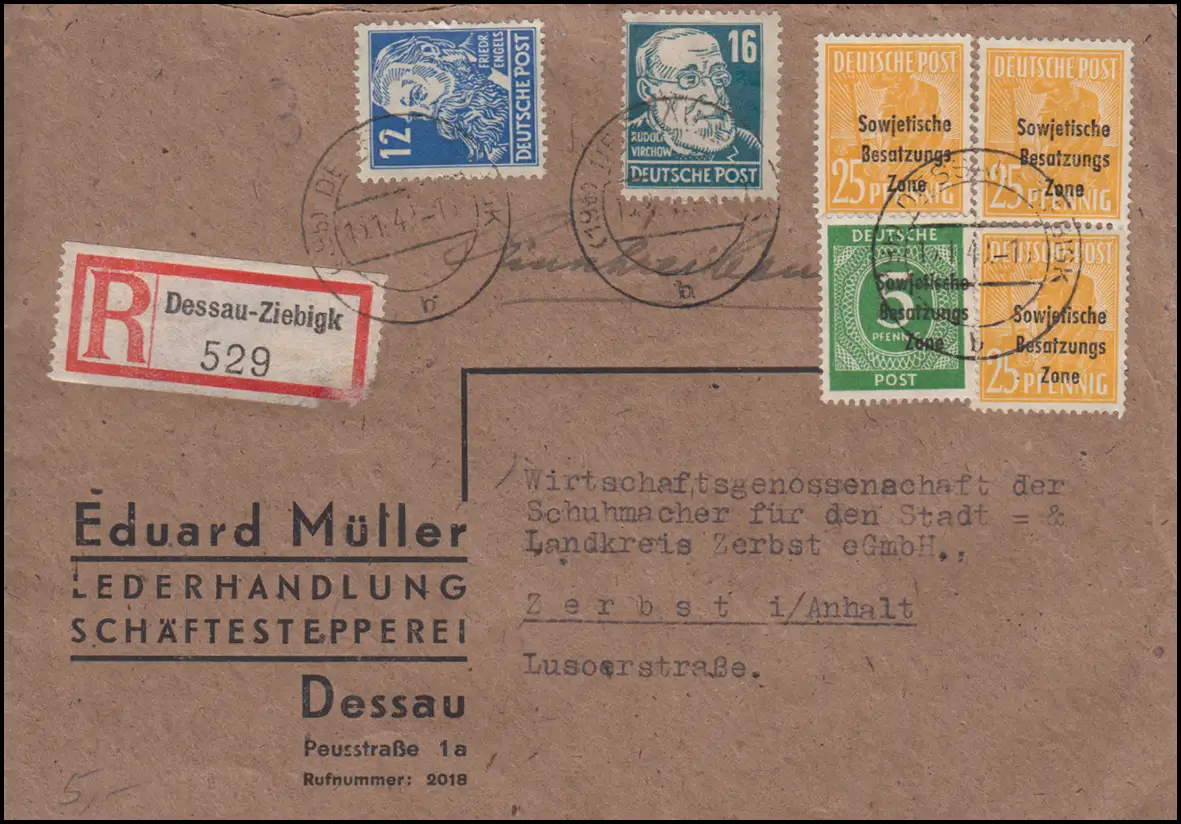 12
FRIEDR.
ENGELS
DEUTSCHE POST
16
RUDOLF
VIRCHOW
DEUTSCHE POST
DEUTSCHE POST
Sowjetische
Besatzungs
Zone
25 PFENNIG
DEUTSCHE POST
Sowjetische
Besatzungs
Zone
25 PFENNIG
DEUTSCHE
Sowjetische
Besatzungs
Zone
PFENNIG
POST
Sowjetische
Besatzungs
Zone
25 PFENNIG
b
b
b
R
Dessau-Ziebigk
529
Eduard Müller
LEDERHANDLUNG
SCHÄFTESTEPPEREI
Dessau
Peusstraße 1a
Rufnummer: 2018
Wirtschaftsgenossenschaft der
Schuhmacher für den Stadt = &
Landkreis Zerbst eGmbH.,
Zerbst i/Anhalt
Lusoerstraße.
5,-